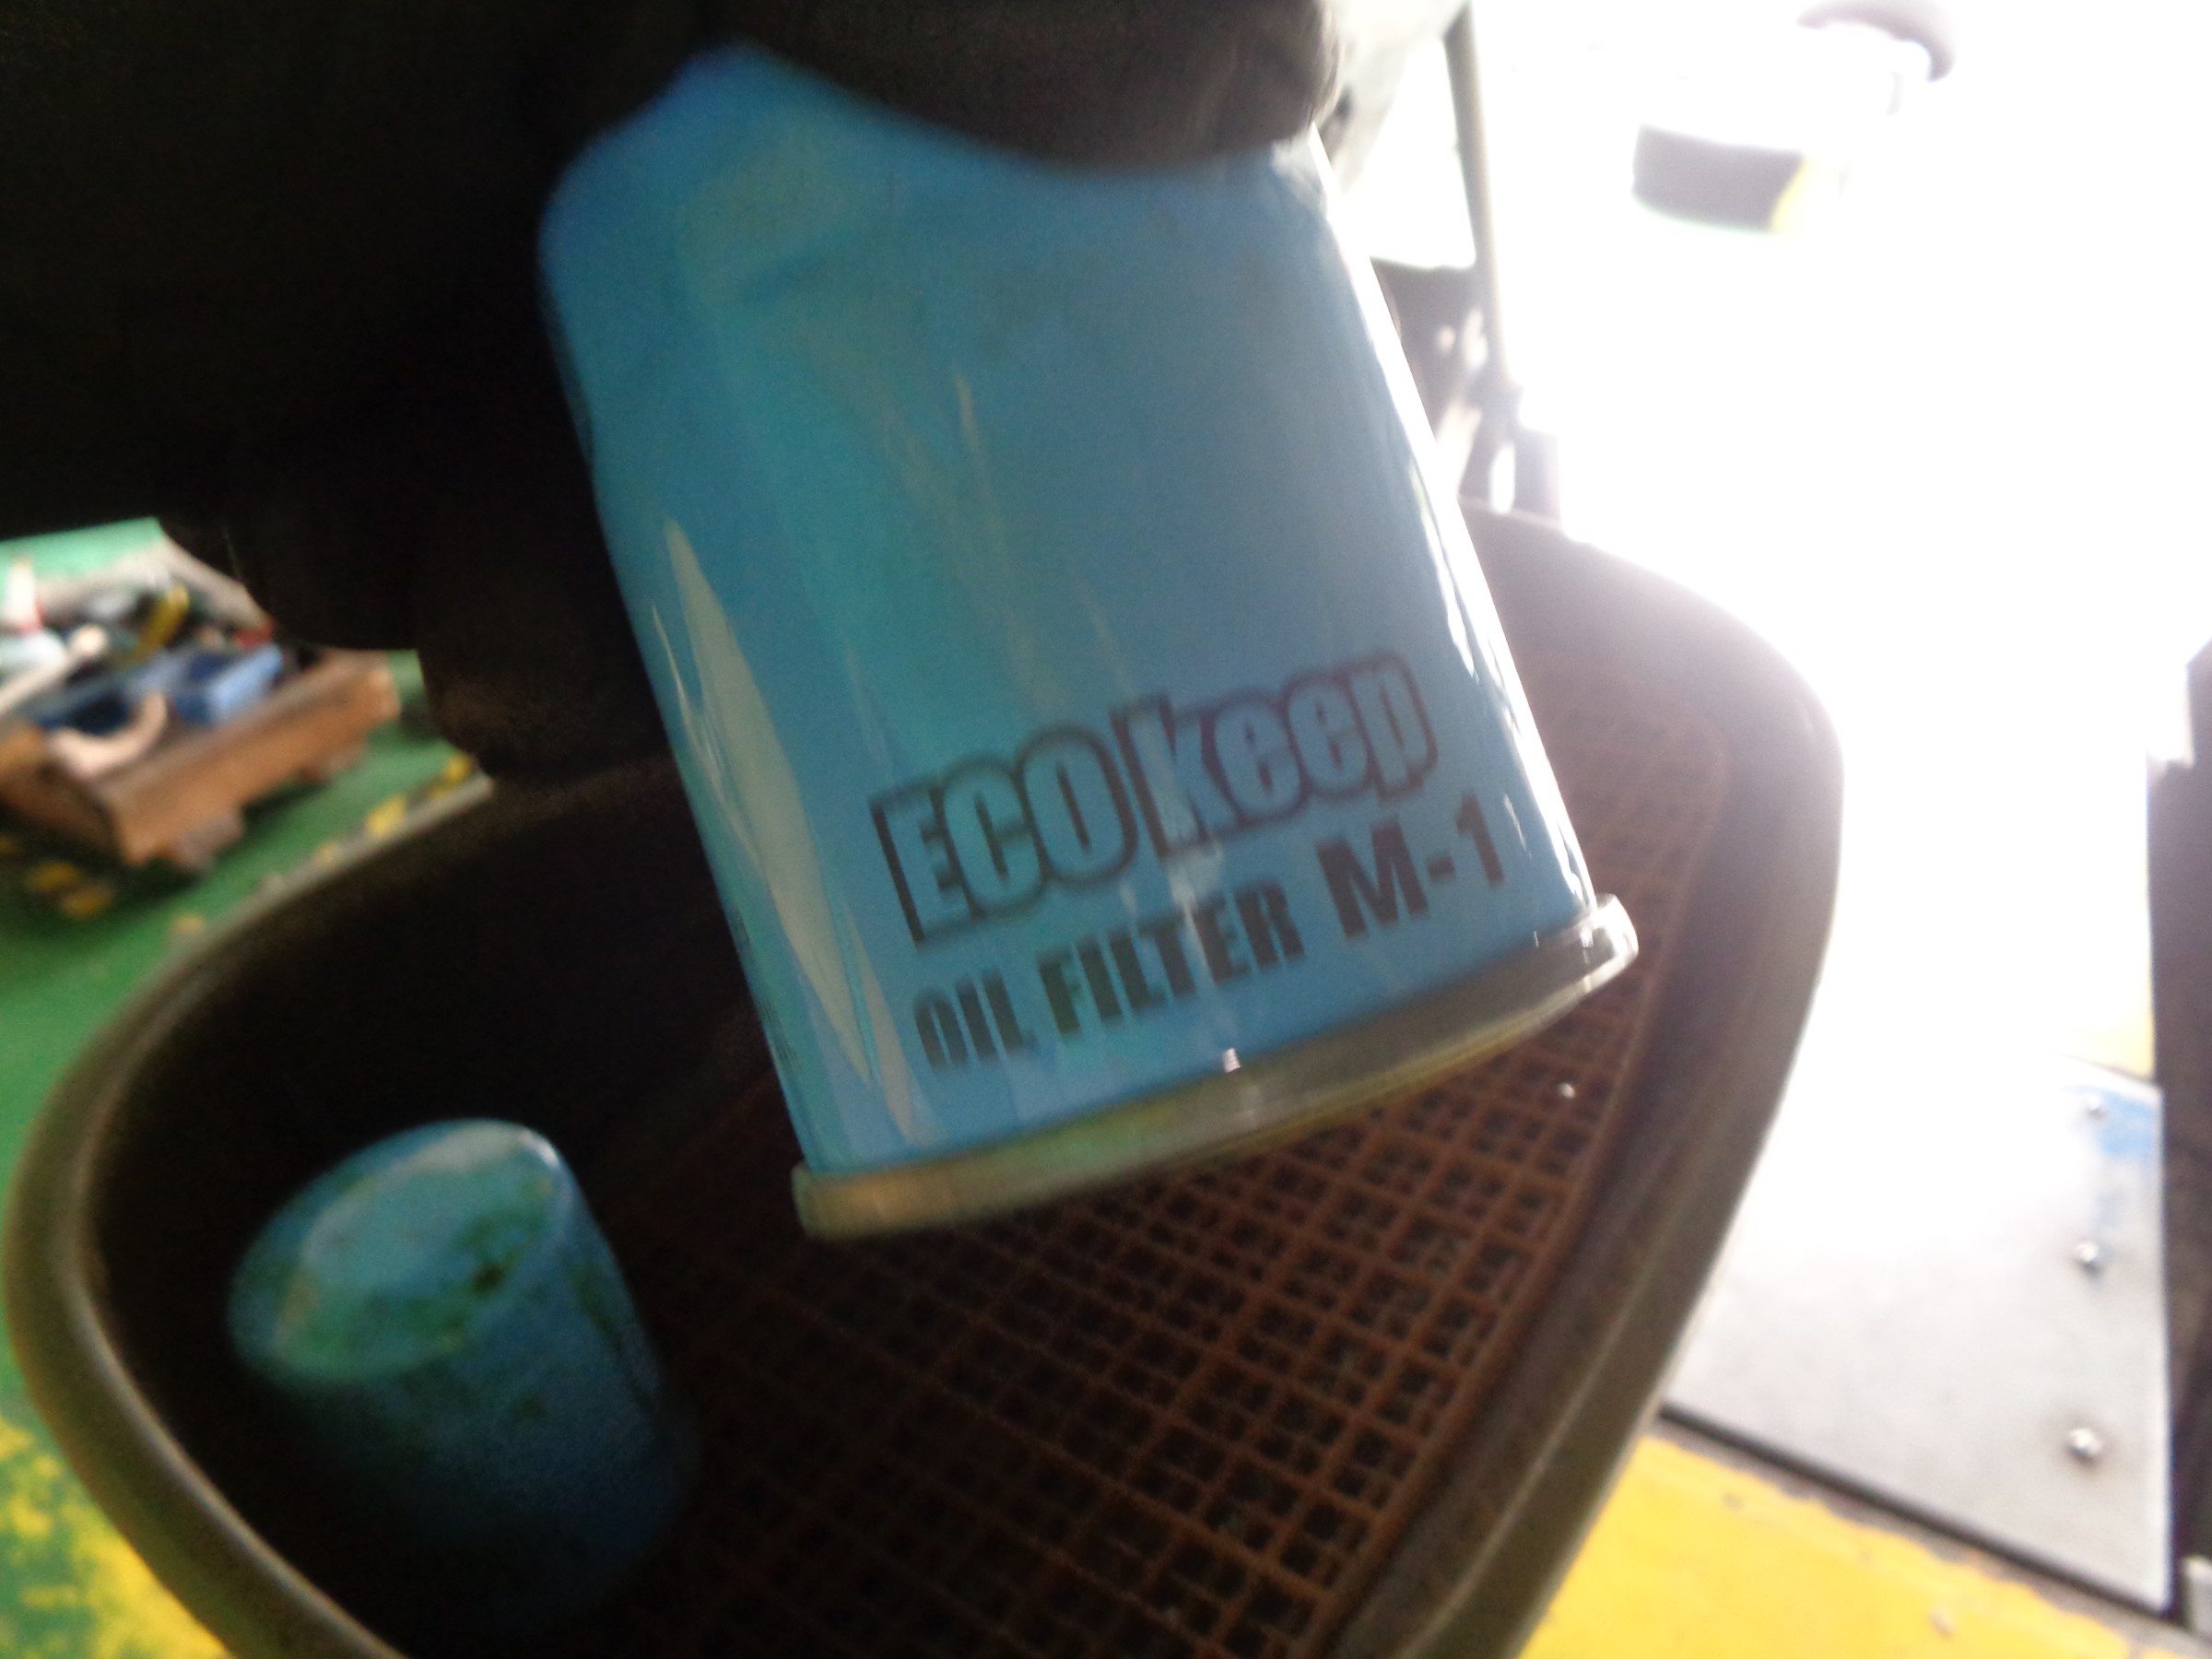 ECO keep
OIL FILTER M-1